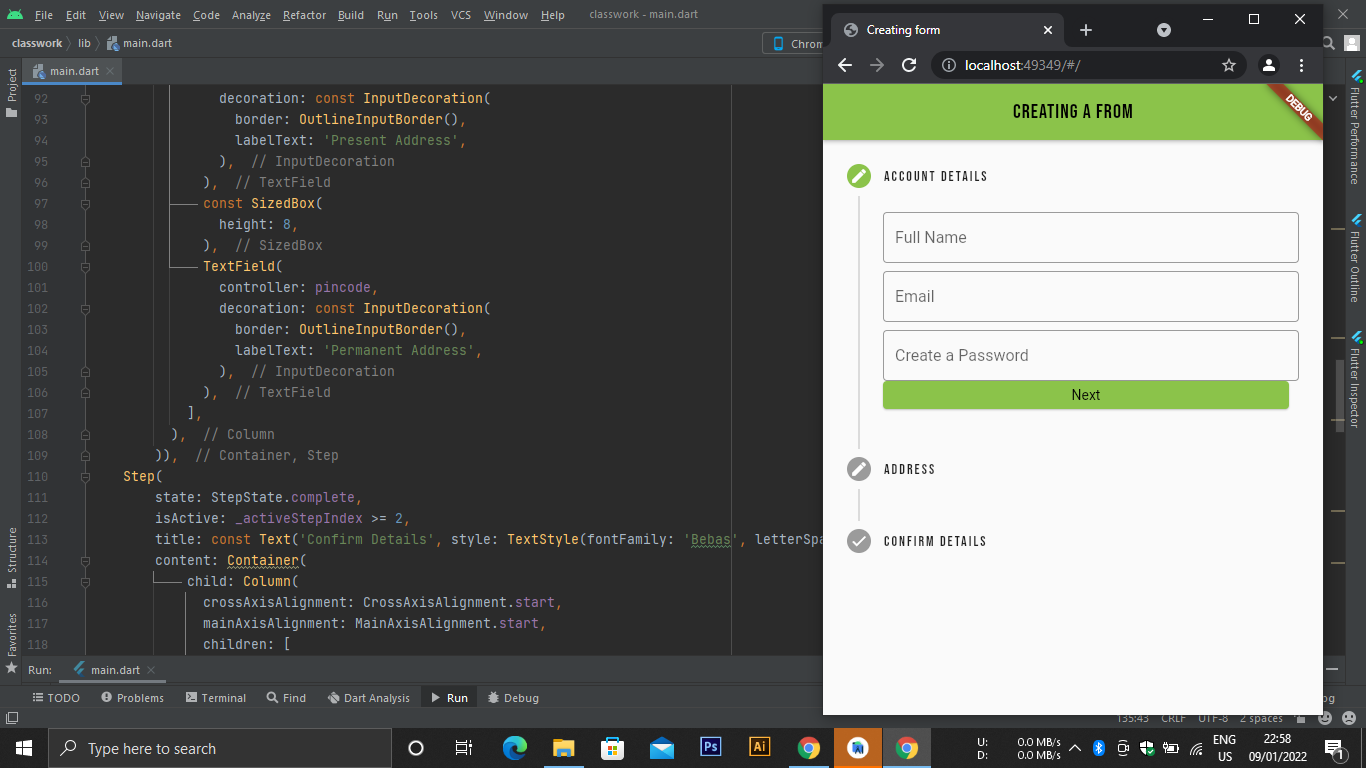 File Edit View Navigate Code Analyze Refactor Build Run Tools VCS Window Help classwork - main.dart
classwork lib main.dart
Chrom
main.dart
Project
Structure
Favorites
92 decoration: const InputDecoration(
93 border: OutlineInputBorder(),
94 labelText: 'Present Address',
95 ), // InputDecoration
96 ), // TextField
97 const SizedBox(
98 height: 8,
99 ), // SizedBox
100 TextField(
101 controller: pincode,
102 decoration: const InputDecoration(
103 border: OutlineInputBorder(),
104 labelText: 'Permanent Address',
105 ), // InputDecoration
106 ), // TextField
107 ],
108 ), // Column
109 )), // Container, Step
110 Step(
111 state: StepState.complete,
112 isActive: _activeStepIndex >= 2,
113 title: const Text('Confirm Details', style: TextStyle(fontFamily: 'Bebas', letterSpa
114 content: Container(
115 child: Column(
116 crossAxisAlignment: CrossAxisAlignment.start,
117 mainAxisAlignment: MainAxisAlignment.start,
118 children: [
Creating form
localhost:49349/#/
CREATING A FROM
DEBUG
ACCOUNT DETAILS
Full Name
Email
Create a Password
Next
ADDRESS
CONFIRM DETAILS
Flutter Performance
Flutter Outline
Flutter Inspector
Run: main.dart
TODO Problems Terminal Find Dart Analysis Run Debug
og
135:43 CRLF UTF-8 2 spaces
Type here to search
Ps
Ai
U: 0.0 MB/s
D: 0.0 MB/s
ENG
US
22:58
09/01/2022
1